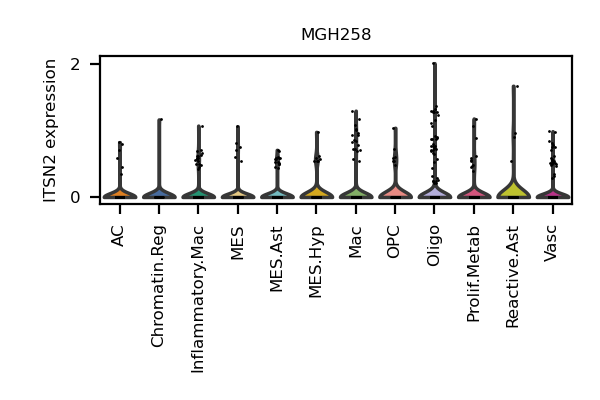 MGH258
ITSN2 expression
2
0
AC
Chromatin.Reg
Inflammatory.Mac
MES
MES.Ast
MES.Hyp
Mac
OPC
Oligo
Prolif.Metab
Reactive.Ast
Vasc